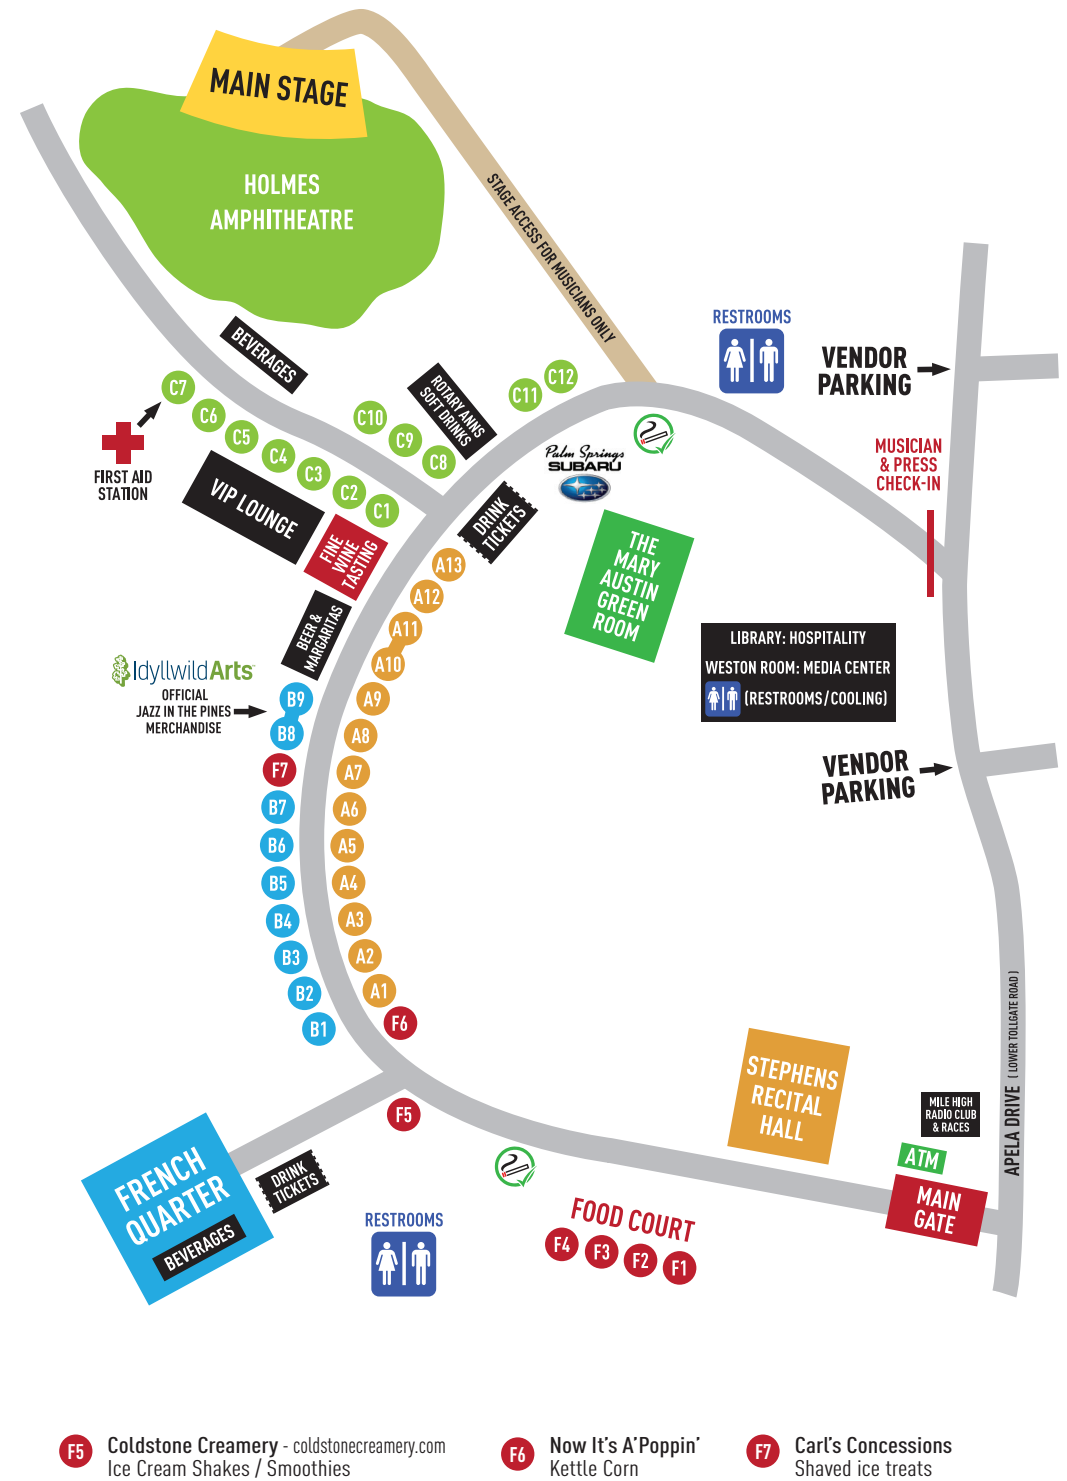 MAIN STAGE
HOLMES
AMPHITHEATRE
STAGE ACCESS FOR MUSICIANS ONLY
RESTROOMS
VENDOR
PARKING
BEVERAGES
C7
C6
C5
C4
C3
C2
C1
C10
C9
C8
ROTARY ANNS
SOFT DRINKS
C11
C12
FIRST AID
STATION
VIP LOUNGE
FINE
WINE
TASTING
BEER &
MARGARITAS
Palm Springs
SUBARU
DRINK
TICKETS
MUSICIAN
& PRESS
CHECK-IN
THE
MARY
AUSTIN
GREEN
ROOM
LIBRARY: HOSPITALITY
WESTON ROOM: MEDIA CENTER
(RESTROOMS / COOLING)
IdyllwildArts
OFFICIAL
JAZZ IN THE PINES
MERCHANDISE
A13
A12
A11
A10
A9
A8
A7
A6
A5
A4
A3
A2
A1
F6
B9
B8
F7
B7
B6
B5
B4
B3
B2
B1
VENDOR
PARKING
APELA DRIVE ( LOWER TOLLGATE ROAD )
STEPHENS
RECITAL
HALL
MILE HIGH
RADIO CLUB
& RACES
ATM
MAIN
GATE
F5
FRENCH
QUARTER
BEVERAGES
DRINK
TICKETS
RESTROOMS
FOOD COURT
F4
F3
F2
F1
F5
Coldstone Creamery - coldstonecreamery.com
Ice Cream Shakes / Smoothies
F6
Now It's A'Poppin'
Kettle Corn
F7
Carl's Concessions
Shaved ice treats